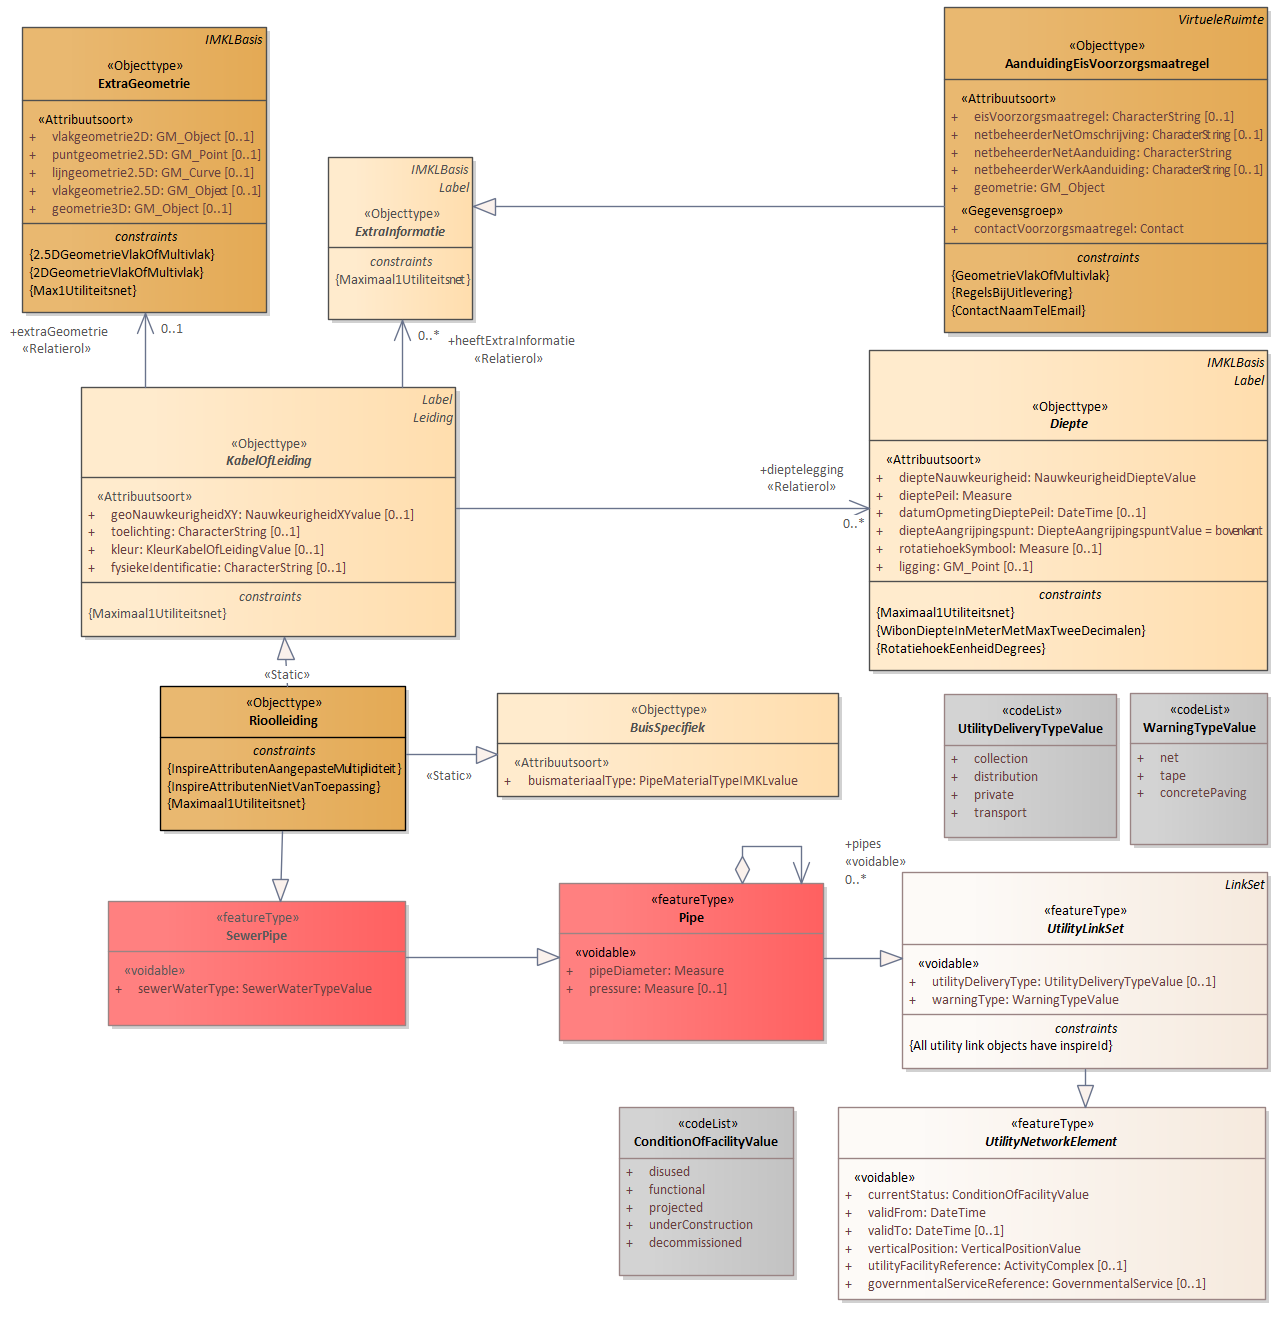 IMKLBasis
«Objecttype»
ExtraGeometrie
«Attribuutsoort»
+ vlakgeometrie2D: GM_Object [0..1]
+ puntgeometrie2.5D: GM_Point [0..1]
+ lijngeometrie2.5D: GM_Curve [0..1]
+ vlakgeometrie2.5D: GM_Object [0..1]
+ geometrie3D: GM_Object [0..1]
constraints
{2.5DGeometrieVlakOfMultivlak}
{2DGeometrieVlakOfMultivlak}
{Max1Utiliteitsnet}
IMKLBasis
Label
«Objecttype»
ExtraInformatie
constraints
{Maximaal1Utiliteitsnet}
VirtueleRuimte
«Objecttype»
AanduidingEisVoorzorgsmaatregel
«Attribuutsoort»
+ eisVoorzorgsmaatregel: CharacterString [0..1]
+ netbeheerderNetOmschrijving: CharacterString [0..1]
+ netbeheerderNetAanduiding: CharacterString
+ netbeheerderWerkAanduiding: CharacterString [0..1]
+ geometrie: GM_Object
«Gegevensgroep»
+ contactVoorzorgsmaatregel: Contact
constraints
{GeometrieVlakOfMultivlak}
{RegelsBijUitlevering}
{ContactNaamTelEmail}
+extraGeometrie
«Relatierol»
0..1
0..*
+heeftExtraInformatie
«Relatierol»
Label
Leiding
«Objecttype»
KabelOfLeiding
«Attribuutsoort»
+ geoNauwkeurigheidXY: NauwkeurigheidXYvalue [0..1]
+ toelichting: CharacterString [0..1]
+ kleur: KleurKabelOfLeidingValue [0..1]
+ fysiekeIdentificatie: CharacterString [0..1]
constraints
{Maximaal1Utiliteitsnet}
+dieptelegging
«Relatierol»
0..*
IMKLBasis
Label
«Objecttype»
Diepte
«Attribuutsoort»
+ diepteNauwkeurigheid: NauwkeurigheidDiepteValue
+ dieptePeil: Measure
+ datumOpmetingDieptePeil: DateTime [0..1]
+ diepteAangrijpingspunt: DiepteAangrijpingspuntValue = bovenkant
+ rotatiehoekSymbool: Measure [0..1]
+ ligging: GM_Point [0..1]
constraints
{Maximaal1Utiliteitsnet}
{WibonDiepteInMeterMetMaxTweeDecimalen}
{RotatiehoekEenheidDegrees}
«Static»
«Objecttype»
Rioolleiding
constraints
{InspireAttributenAangepasteMultipliciteit}
{InspireAttributenNietVanToepassing}
{Maximaal1Utiliteitsnet}
«Static»
«Objecttype»
BuisSpecifiek
«Attribuutsoort»
+ buismateriaalType: PipeMaterialTypeIMKLvalue
«codeList»
UtilityDeliveryTypeValue
+ collection
+ distribution
+ private
+ transport
«codeList»
WarningTypeValue
+ net
+ tape
+ concretePaving
«featureType»
SewerPipe
«voidable»
+ sewerWaterType: SewerWaterTypeValue
+pipes
«voidable»
0..*
«featureType»
Pipe
«voidable»
+ pipeDiameter: Measure
+ pressure: Measure [0..1]
LinkSet
«featureType»
UtilityLinkSet
«voidable»
+ utilityDeliveryType: UtilityDeliveryTypeValue [0..1]
+ warningType: WarningTypeValue
constraints
{All utility link objects have inspireId}
«codeList»
ConditionOfFacilityValue
+ disused
+ functional
+ projected
+ underConstruction
+ decommissioned
«featureType»
UtilityNetworkElement
«voidable»
+ currentStatus: ConditionOfFacilityValue
+ validFrom: DateTime
+ validTo: DateTime [0..1]
+ verticalPosition: VerticalPositionValue
+ utilityFacilityReference: ActivityComplex [0..1]
+ governmentalServiceReference: GovernmentalService [0..1]